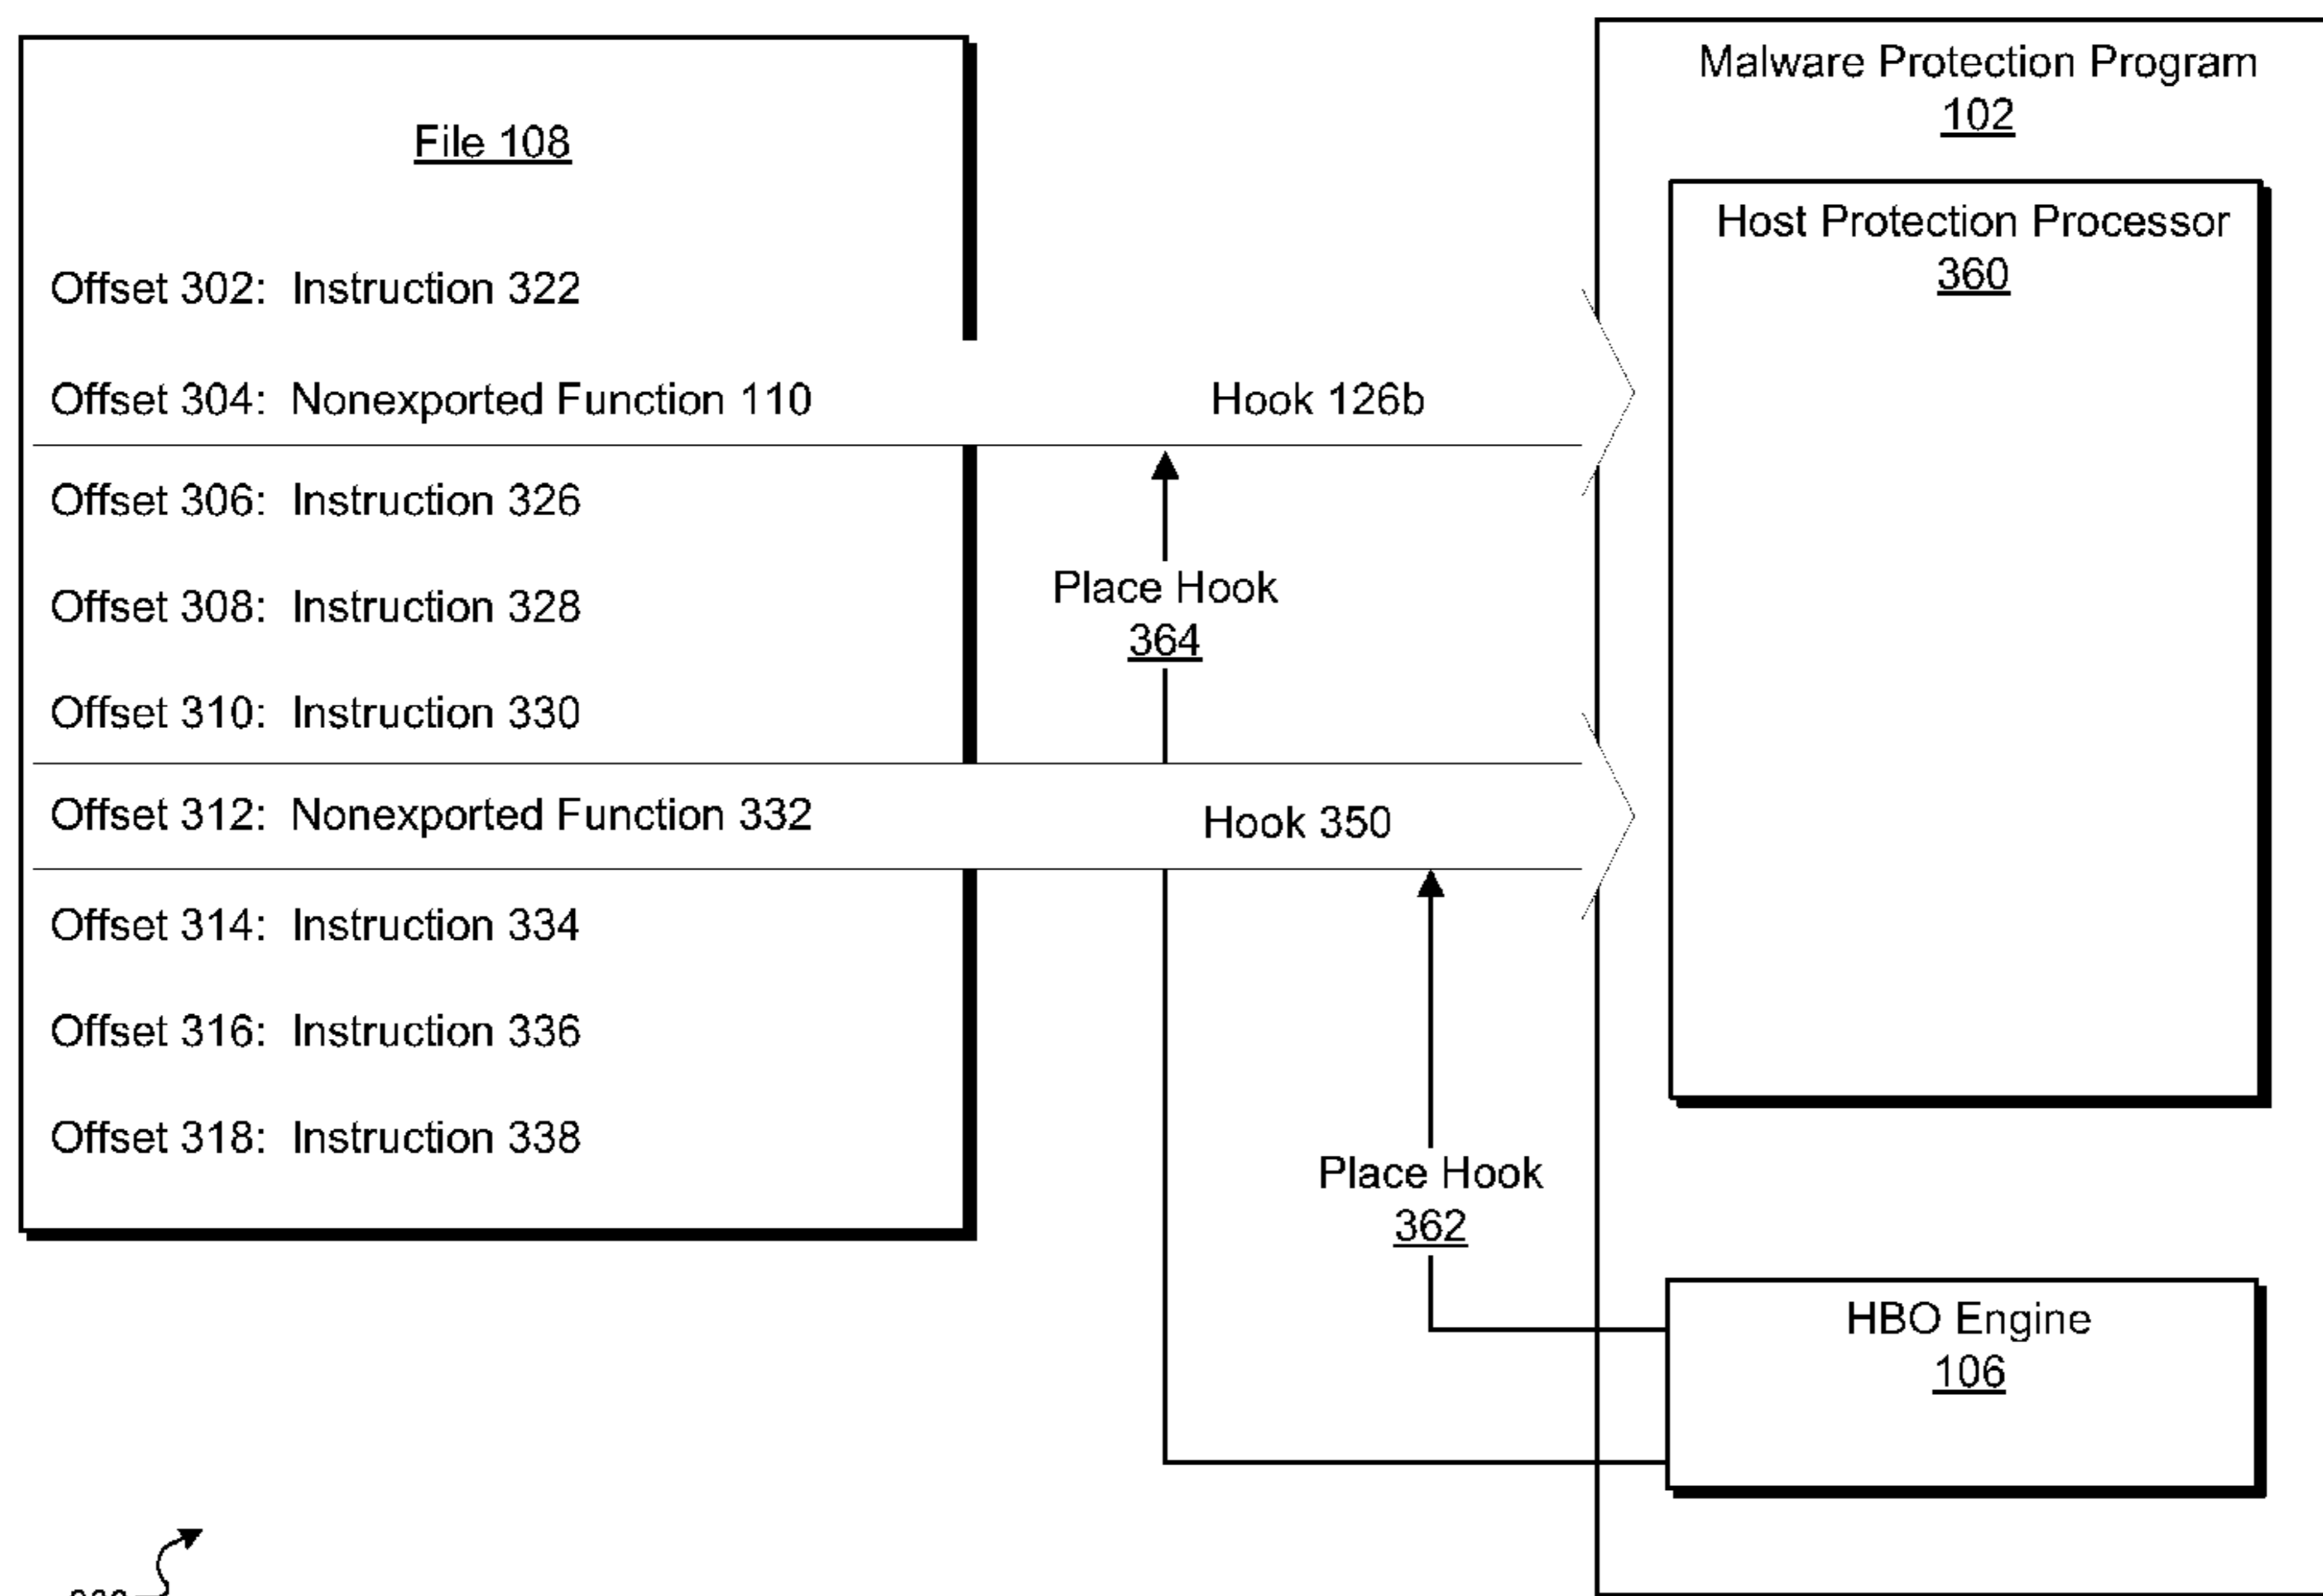 File 108
Offset 302: Instruction 322
Offset 304: Nonexported Function 110
Offset 306: Instruction 326
Offset 308: Instruction 328
Offset 310: Instruction 330
Offset 312: Nonexported Function 332
Offset 314: Instruction 334
Offset 316: Instruction 336
Offset 318: Instruction 338
Hook 126b
Place Hook
364
Hook 350
Place Hook
362
Malware Protection Program
102
Host Protection Processor
360
HBO Engine
106